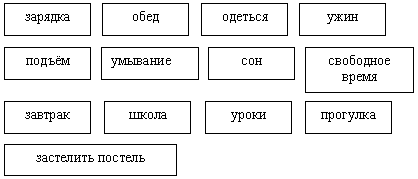 зарядка
обед
одеться
ужин
подъём
умывание
сон
свободное
время
завтрак
школа
уроки
прогулка
застелить постель